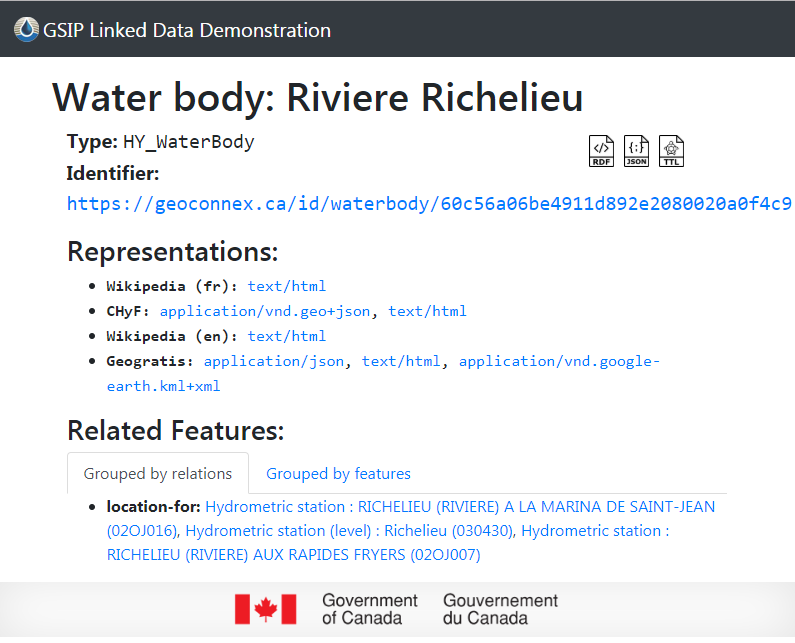 GSIP Linked Data Demonstration
Water body: Riviere Richelieu
Type: HY_WaterBody
RDF JSON TTL
Identifier:
https://geoconnex.ca/id/waterbody/60c56a06be4911d892e2080020a0f4c9
Representations:
• Wikipedia (fr): text/html
• CHyF: application/vnd.geo+json, text/html
• Wikipedia (en): text/html
• Geogratis: application/json, text/html, application/vnd.google-
earth.kml+xml
Related Features:
Grouped by relations Grouped by features
• location-for: Hydrometric station : RICHELIEU (RIVIERE) A LA MARINA DE SAINT-JEAN
(02OJ016), Hydrometric station (level) : Richelieu (030430), Hydrometric station :
RICHELIEU (RIVIERE) AUX RAPIDES FRYERS (02OJ007)
Government Gouvernement
of Canada du Canada